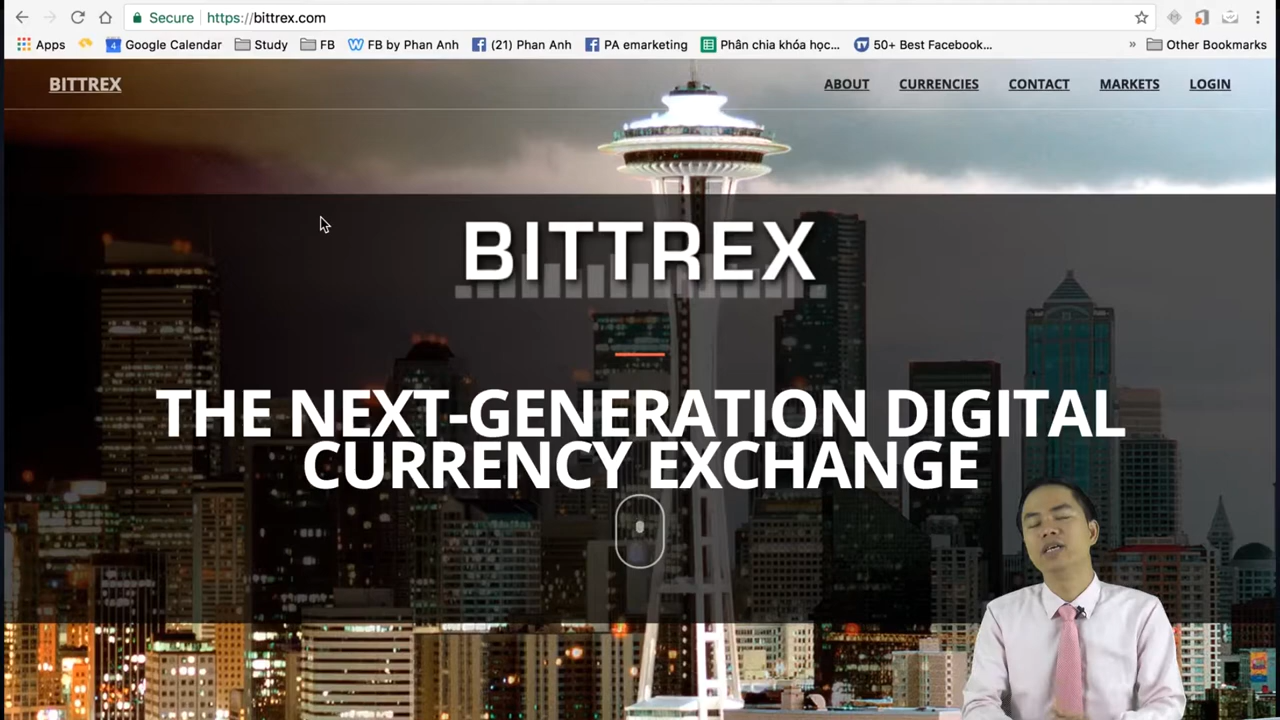 Secure https://bittrex.com
Apps 4 Google Calendar Study FB FB by Phan Anh (21) Phan Anh PA emarketing Phân chia khóa học... 50+ Best Facebook... » Other Bookmarks
BITTREX ABOUT CURRENCIES CONTACT MARKETS LOGIN
BITTREX
THE NEXT-GENERATION DIGITAL
CURRENCY EXCHANGE